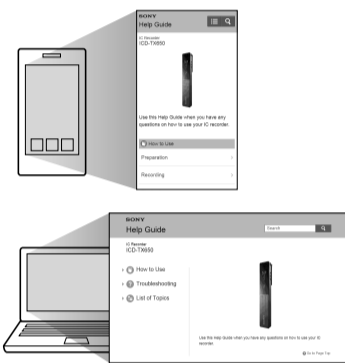 SONY
Help Guide
IC Recorder
ICD-TX650
Use this Help Guide when you have any
questions on how to use your IC recorder.
How to Use
Preparation
Recording
SONY
Help Guide
Search
IC Recorder
ICD-TX650
How to Use
Troubleshooting
List of Topics
Use this Help Guide when you have any questions on how to use your IC
recorder.
Go to Page Top